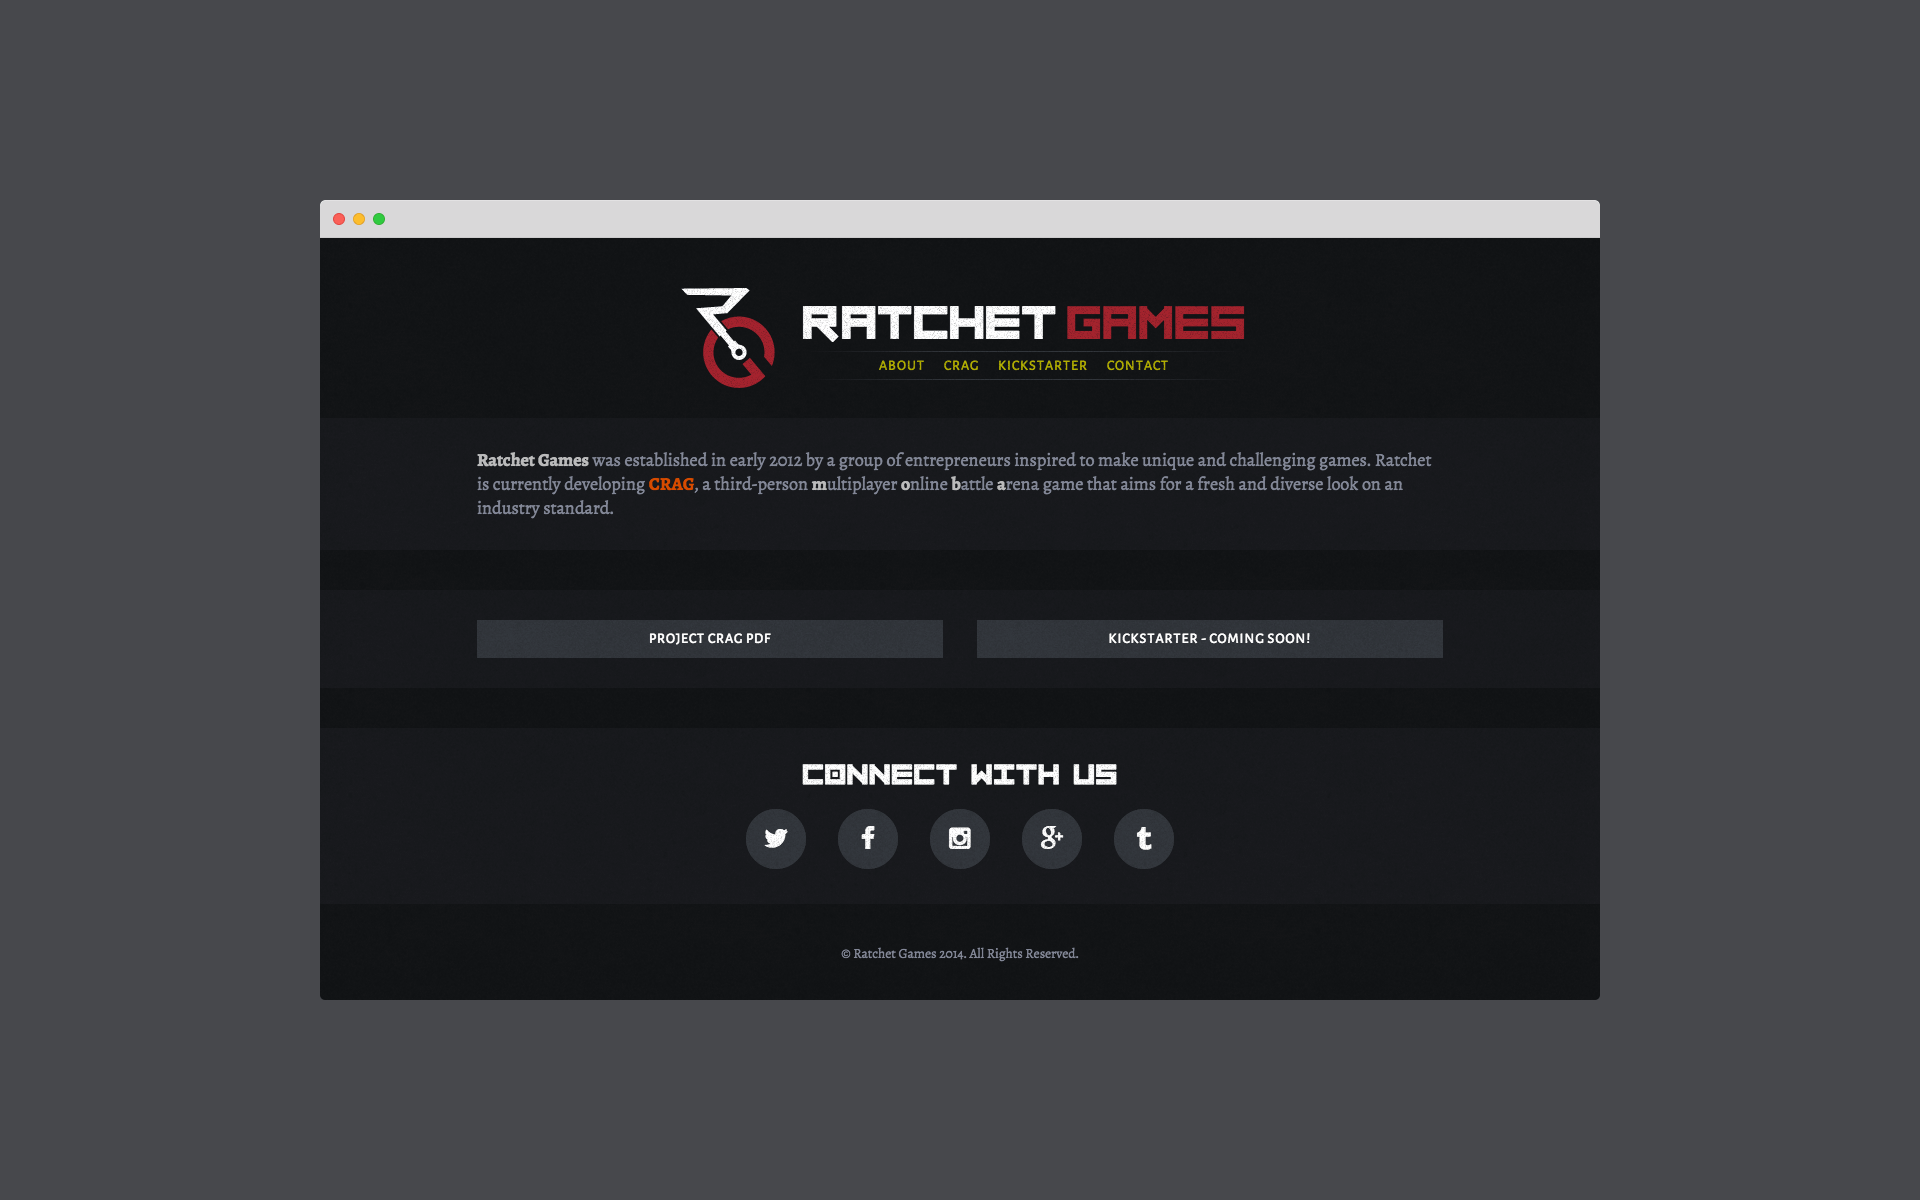 RATCHET GAMES
ABOUT CRAG KICKSTARTER CONTACT
Ratchet Games was established in early 2012 by a group of entrepreneurs inspired to make unique and challenging games. Ratchet
is currently developing CRAG, a third-person multiplayer online battle arena game that aims for a fresh and diverse look on an
industry standard.
PROJECT CRAG PDF
KICKSTARTER - COMING SOON!
CONNECT WITH US
© Ratchet Games 2014. All Rights Reserved.